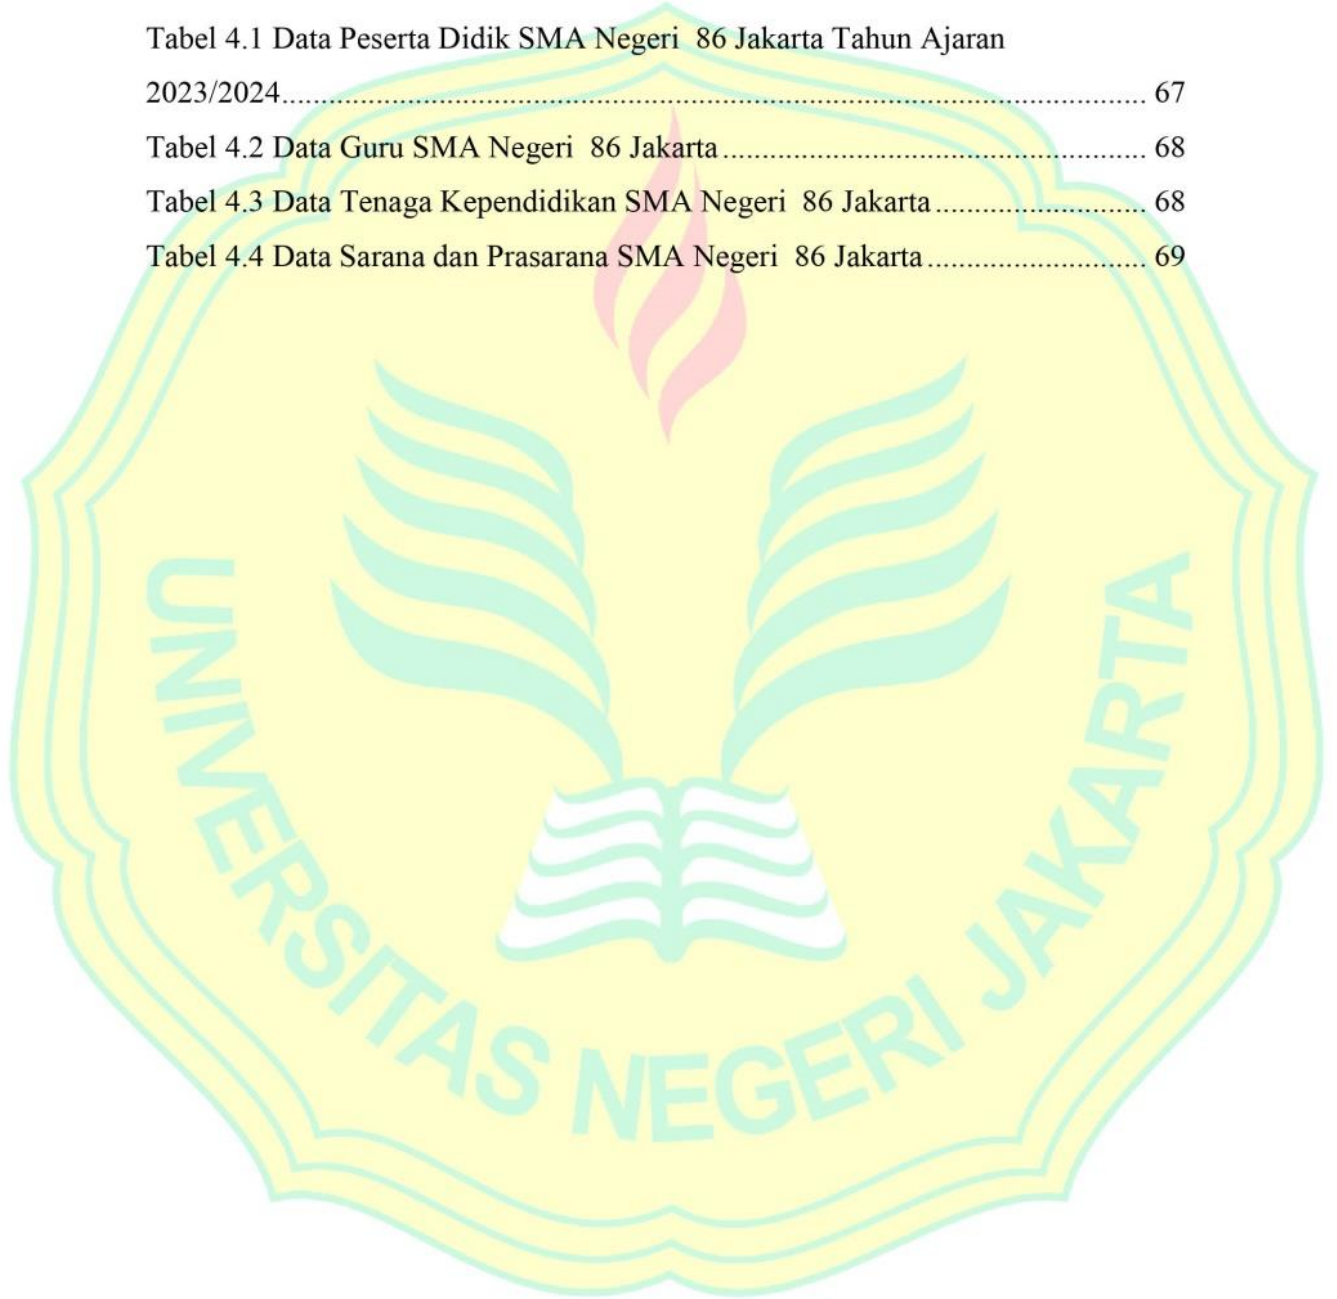 Tabel 4.1 Data Peserta Didik SMA Negeri  86 Jakarta Tahun Ajaran
2023/2024.............................................................................................................. 67
Tabel 4.2 Data Guru SMA Negeri  86 Jakarta...................................................... 68
Tabel 4.3 Data Tenaga Kependidikan SMA Negeri  86 Jakarta........................... 68
Tabel 4.4 Data Sarana dan Prasarana SMA Negeri  86 Jakarta............................ 69
UNIVERSITAS NEGERI JAKARTA